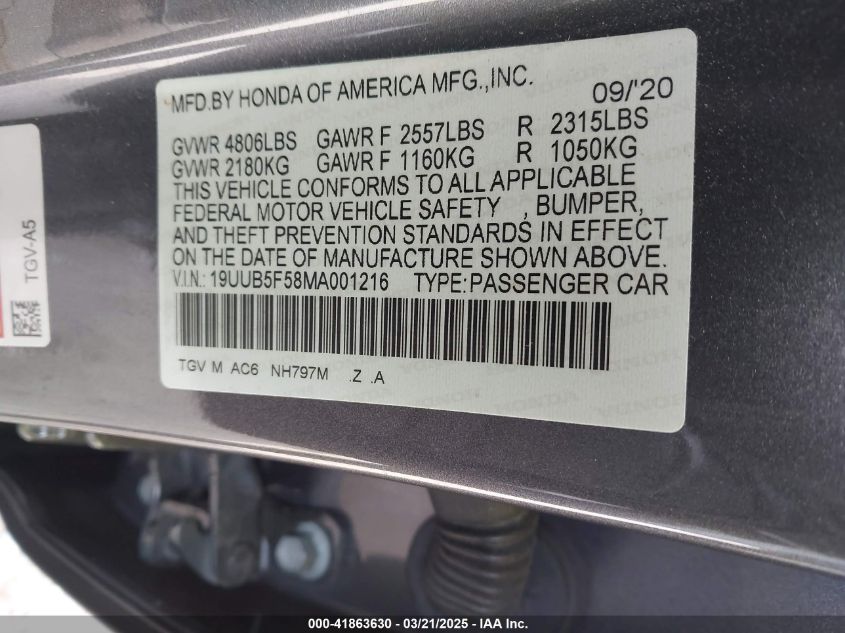 MFD.BY HONDA OF AMERICA MFG.,INC. 09/'20
GVWR 4806LBS GAWR F 2557LBS R 2315LBS
GVWR 2180KG GAWR F 1160KG R 1050KG
THIS VEHICLE CONFORMS TO ALL APPLICABLE
FEDERAL MOTOR VEHICLE SAFETY , BUMPER,
AND THEFT PREVENTION STANDARDS IN EFFECT
ON THE DATE OF MANUFACTURE SHOWN ABOVE.
V.I.N.: 19UUB5F58MA001216 TYPE:PASSENGER CAR
TGV M AC6 NH797M .Z .A
TGV-A5
000-41863630 — 03/21/2025 — IAA Inc.